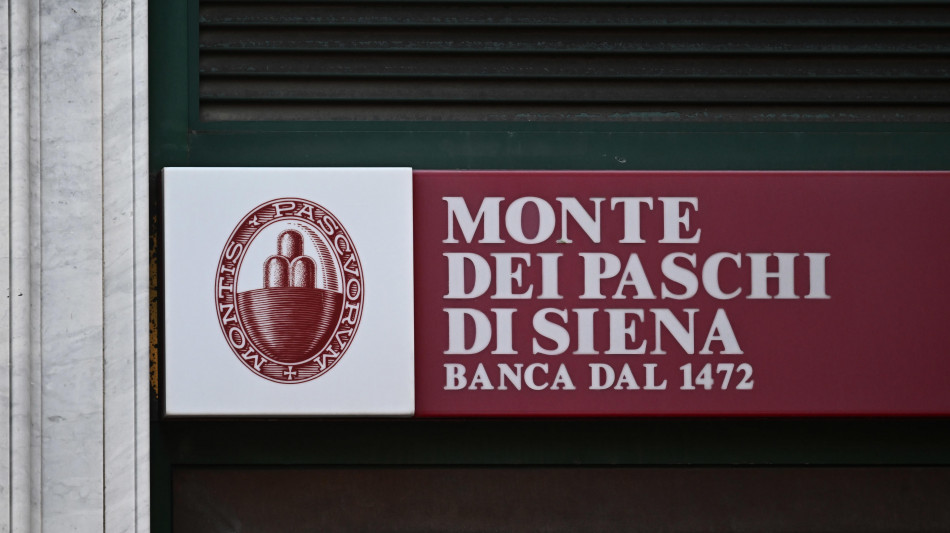 MONTIS PASCVORVM
MONTE
DEI PASCHI
DI SIENA
BANCA DAL 1472